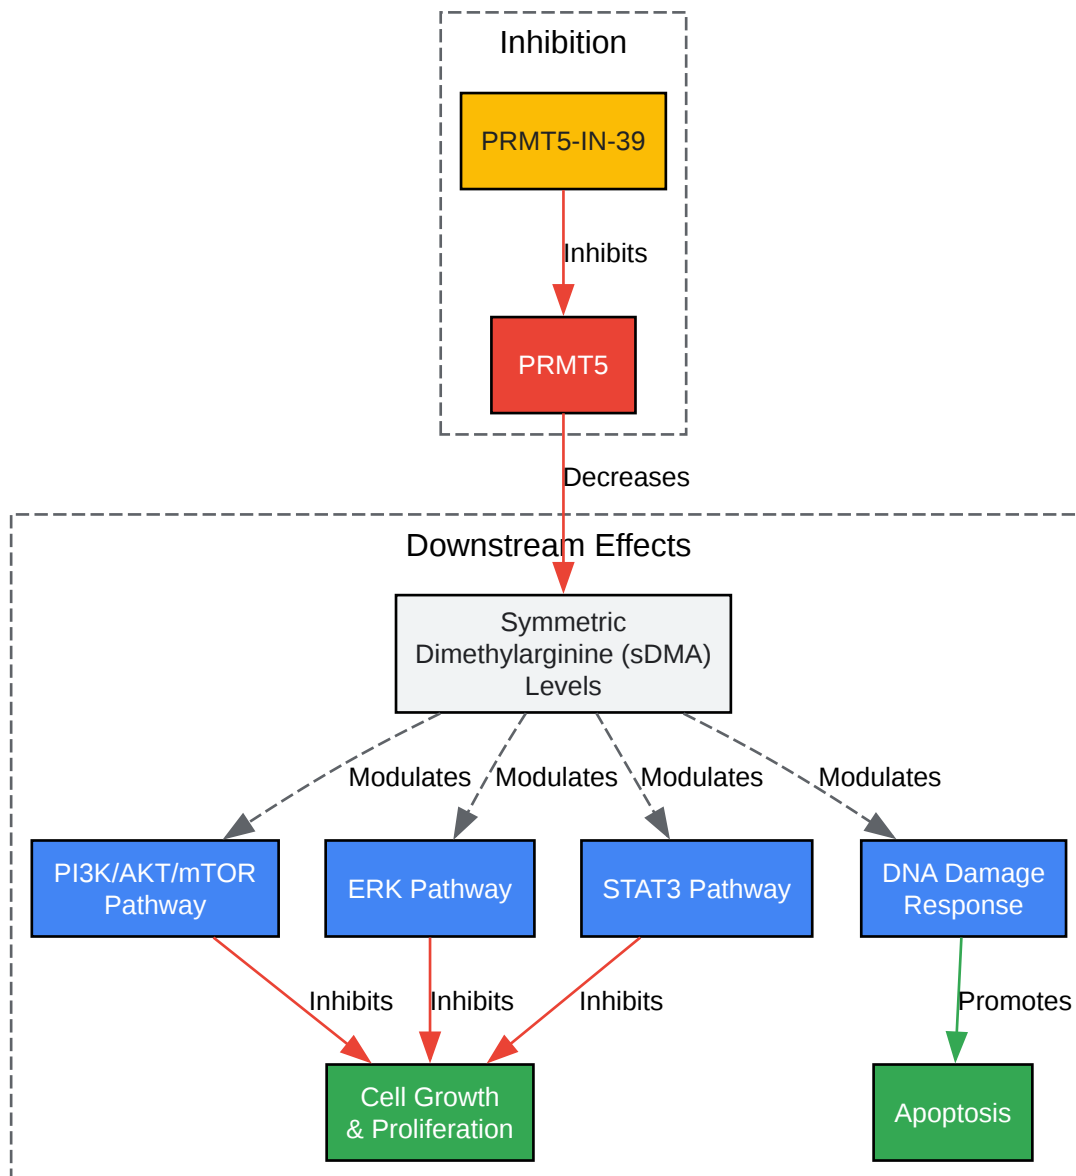 Inhibition
PRMT5-IN-39
Inhibits
PRMT5
Decreases
Downstream Effects
Symmetric
Dimethylarginine (sDMA)
Levels
Modulates
Modulates
Modulates
Modulates
PI3K/AKT/mTOR
Pathway
ERK Pathway
STAT3 Pathway
DNA Damage
Response
Inhibits
Inhibits
Inhibits
Promotes
Cell Growth
& Proliferation
Apoptosis